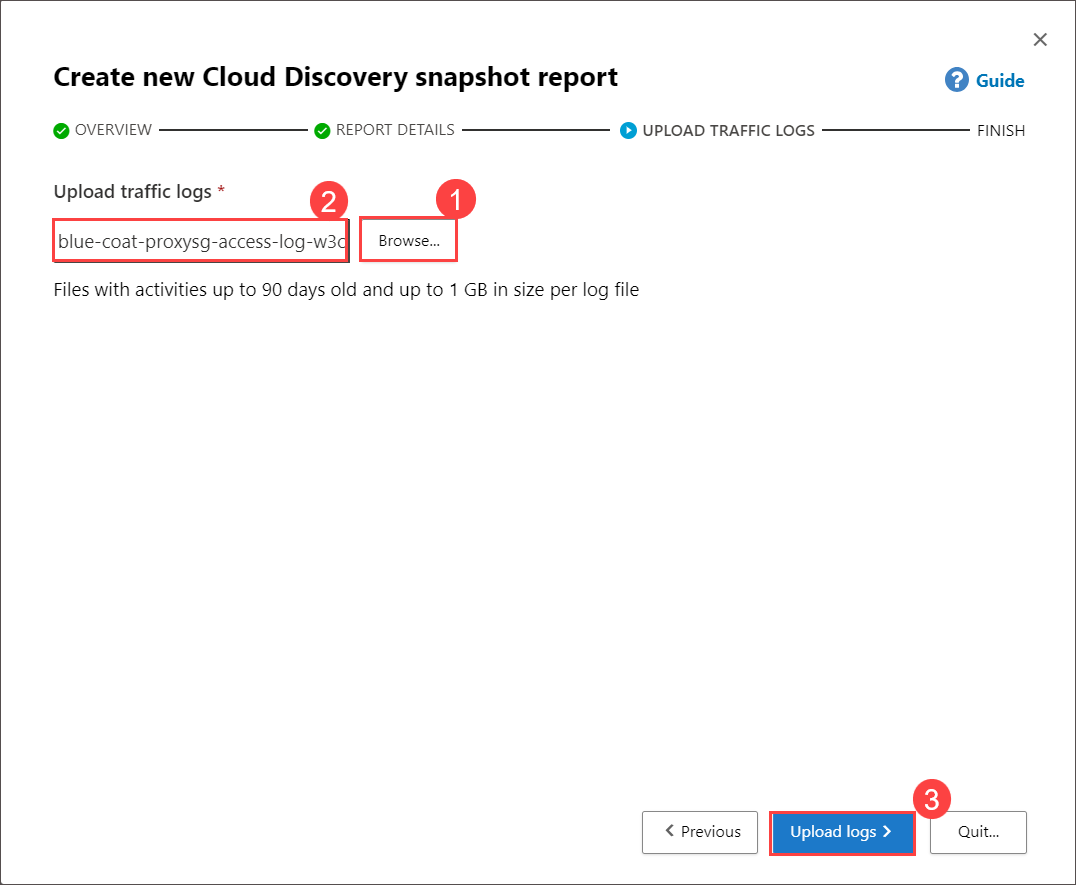 Create new Cloud Discovery snapshot report
? Guide
OVERVIEW REPORT DETAILS UPLOAD TRAFFIC LOGS FINISH
Upload traffic logs *
2 1
blue-coat-proxysg-access-log-w3c Browse...
Files with activities up to 90 days old and up to 1 GB in size per log file
3
Previous Upload logs Quit...